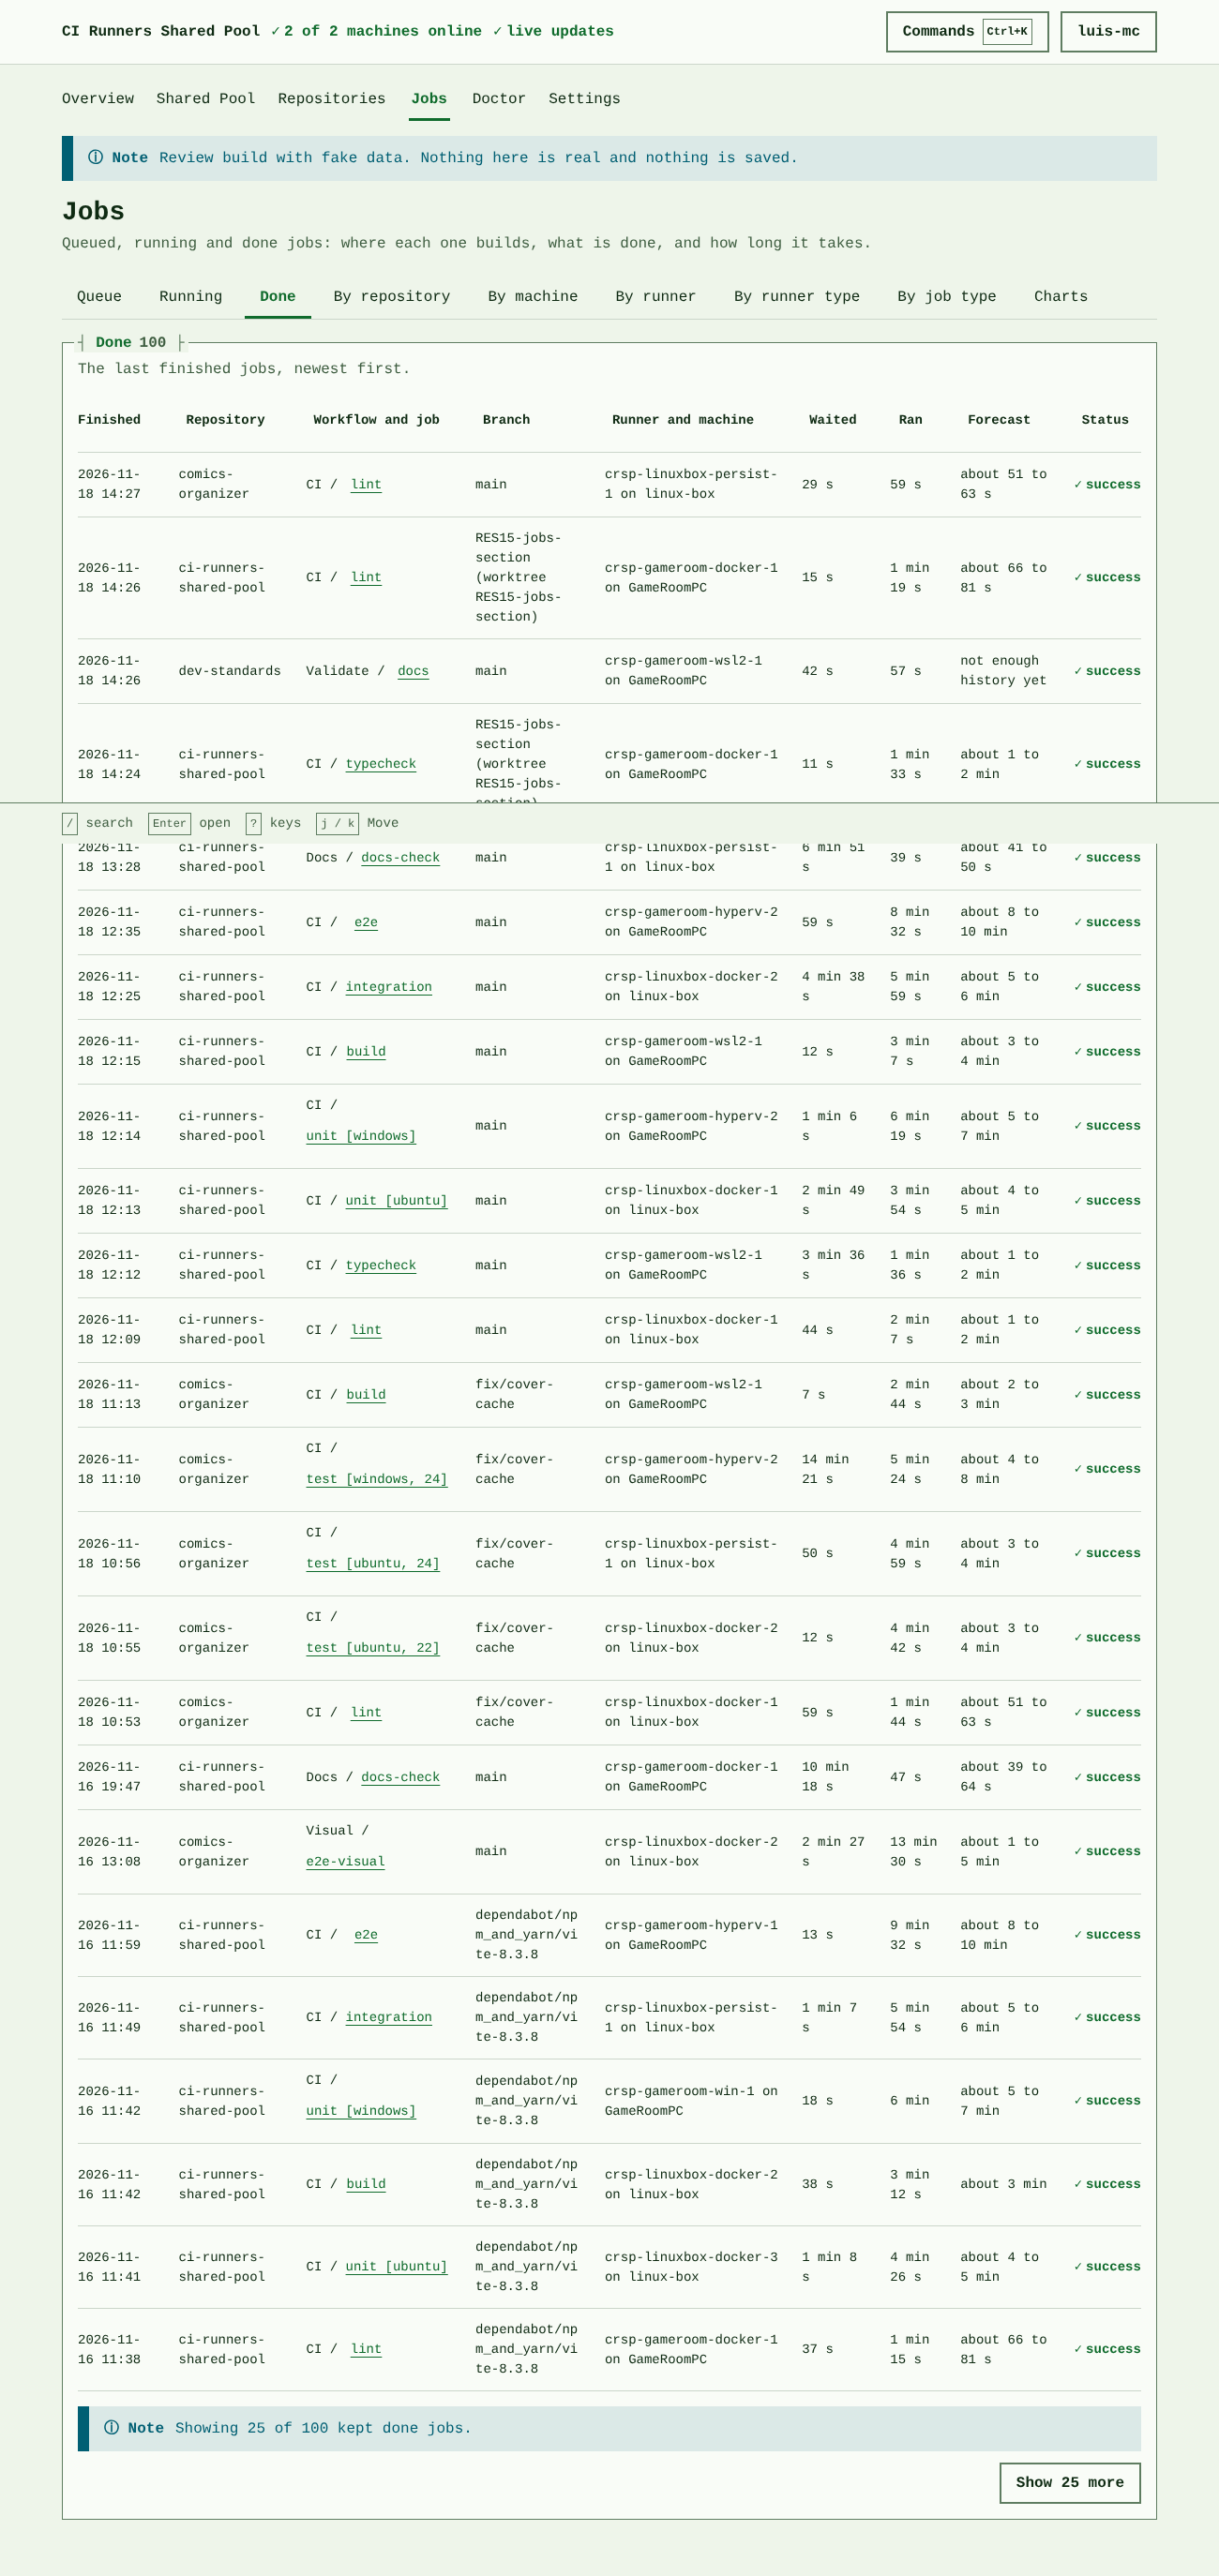 CI Runners Shared Pool ✓ 2 of 2 machines online ✓ live updates Commands Ctrl+K luis-mc
Overview Shared Pool Repositories Jobs Doctor Settings
ⓘ Note Review build with fake data. Nothing here is real and nothing is saved.
Jobs
Queued, running and done jobs: where each one builds, what is done, and how long it takes.
Queue Running Done By repository By machine By runner By runner type By job type Charts
Done 100
The last finished jobs, newest first.
Finished Repository Workflow and job Branch Runner and machine Waited Ran Forecast Status
2026-11- comics- crsp-linuxbox-persist- about 51 to
CI / lint main 29 s 59 s ✓ success
18 14:27 organizer 1 on linux-box 63 s
RES15-jobs-
section
2026-11- ci-runners- crsp-gameroom-docker-1 1 min about 66 to
CI / lint (worktree 15 s ✓ success
18 14:26 shared-pool RES15-jobs- on GameRoomPC 19 s 81 s
section)
2026-11- crsp-gameroom-wsl2-1 not enough
dev-standards Validate / docs main 42 s 57 s ✓ success
18 14:26 on GameRoomPC history yet
RES15-jobs-
section
2026-11- ci-runners- crsp-gameroom-docker-1 1 min about 1 to
CI / typecheck (worktree 11 s ✓ success
18 14:24 shared-pool RES15-jobs- on GameRoomPC 33 s 2 min
section)
/ search Enter open ? keys j / k Move
2026-11- ci-runners- crsp-linuxbox-persist- 6 min 51 about 41 to
Docs / docs-check main 39 s ✓ success
18 13:28 shared-pool 1 on linux-box s 50 s
2026-11- ci-runners- crsp-gameroom-hyperv-2 8 min about 8 to
CI / e2e main 59 s ✓ success
18 12:35 shared-pool on GameRoomPC 32 s 10 min
2026-11- ci-runners- crsp-linuxbox-docker-2 4 min 38 5 min about 5 to
CI / integration main ✓ success
18 12:25 shared-pool on linux-box s 59 s 6 min
2026-11- ci-runners- crsp-gameroom-wsl2-1 3 min about 3 to
CI / build main 12 s ✓ success
18 12:15 shared-pool on GameRoomPC 7 s 4 min
CI /
2026-11- ci-runners- crsp-gameroom-hyperv-2 1 min 6 6 min about 5 to
main ✓ success
18 12:14 shared-pool unit [windows] on GameRoomPC s 19 s 7 min
2026-11- ci-runners- crsp-linuxbox-docker-1 2 min 49 3 min about 4 to
CI / unit [ubuntu] main ✓ success
18 12:13 shared-pool on linux-box s 54 s 5 min
2026-11- ci-runners- crsp-gameroom-wsl2-1 3 min 36 1 min about 1 to
CI / typecheck main ✓ success
18 12:12 shared-pool on GameRoomPC s 36 s 2 min
2026-11- ci-runners- crsp-linuxbox-docker-1 2 min about 1 to
CI / lint main 44 s ✓ success
18 12:09 shared-pool on linux-box 7 s 2 min
2026-11- comics- fix/cover- crsp-gameroom-wsl2-1 2 min about 2 to
CI / build 7 s ✓ success
18 11:13 organizer cache on GameRoomPC 44 s 3 min
CI /
2026-11- comics- fix/cover- crsp-gameroom-hyperv-2 14 min 5 min about 4 to
✓ success
18 11:10 organizer test [windows, 24] cache on GameRoomPC 21 s 24 s 8 min
CI /
2026-11- comics- fix/cover- crsp-linuxbox-persist- 4 min about 3 to
50 s ✓ success
18 10:56 organizer test [ubuntu, 24] cache 1 on linux-box 59 s 4 min
CI /
2026-11- comics- fix/cover- crsp-linuxbox-docker-2 4 min about 3 to
12 s ✓ success
18 10:55 organizer test [ubuntu, 22] cache on linux-box 42 s 4 min
2026-11- comics- fix/cover- crsp-linuxbox-docker-1 1 min about 51 to
CI / lint 59 s ✓ success
18 10:53 organizer cache on linux-box 44 s 63 s
2026-11- ci-runners- crsp-gameroom-docker-1 10 min about 39 to
Docs / docs-check main 47 s ✓ success
16 19:47 shared-pool on GameRoomPC 18 s 64 s
Visual /
2026-11- comics- crsp-linuxbox-docker-2 2 min 27 13 min about 1 to
main ✓ success
16 13:08 organizer e2e-visual on linux-box s 30 s 5 min
dependabot/np
2026-11- ci-runners- crsp-gameroom-hyperv-1 9 min about 8 to
CI / e2e m_and_yarn/vi 13 s ✓ success
16 11:59 shared-pool te-8.3.8 on GameRoomPC 32 s 10 min
dependabot/np
2026-11- ci-runners- crsp-linuxbox-persist- 1 min 7 5 min about 5 to
CI / integration m_and_yarn/vi ✓ success
16 11:49 shared-pool te-8.3.8 1 on linux-box s 54 s 6 min
CI / dependabot/np
2026-11- ci-runners- crsp-gameroom-win-1 on about 5 to
m_and_yarn/vi 18 s 6 min ✓ success
16 11:42 shared-pool unit [windows] te-8.3.8 GameRoomPC 7 min
dependabot/np
2026-11- ci-runners- crsp-linuxbox-docker-2 3 min
CI / build m_and_yarn/vi 38 s about 3 min ✓ success
16 11:42 shared-pool te-8.3.8 on linux-box 12 s
dependabot/np
2026-11- ci-runners- crsp-linuxbox-docker-3 1 min 8 4 min about 4 to
CI / unit [ubuntu] m_and_yarn/vi ✓ success
16 11:41 shared-pool te-8.3.8 on linux-box s 26 s 5 min
dependabot/np
2026-11- ci-runners- crsp-gameroom-docker-1 1 min about 66 to
CI / lint m_and_yarn/vi 37 s ✓ success
16 11:38 shared-pool te-8.3.8 on GameRoomPC 15 s 81 s
ⓘ Note Showing 25 of 100 kept done jobs.
Show 25 more